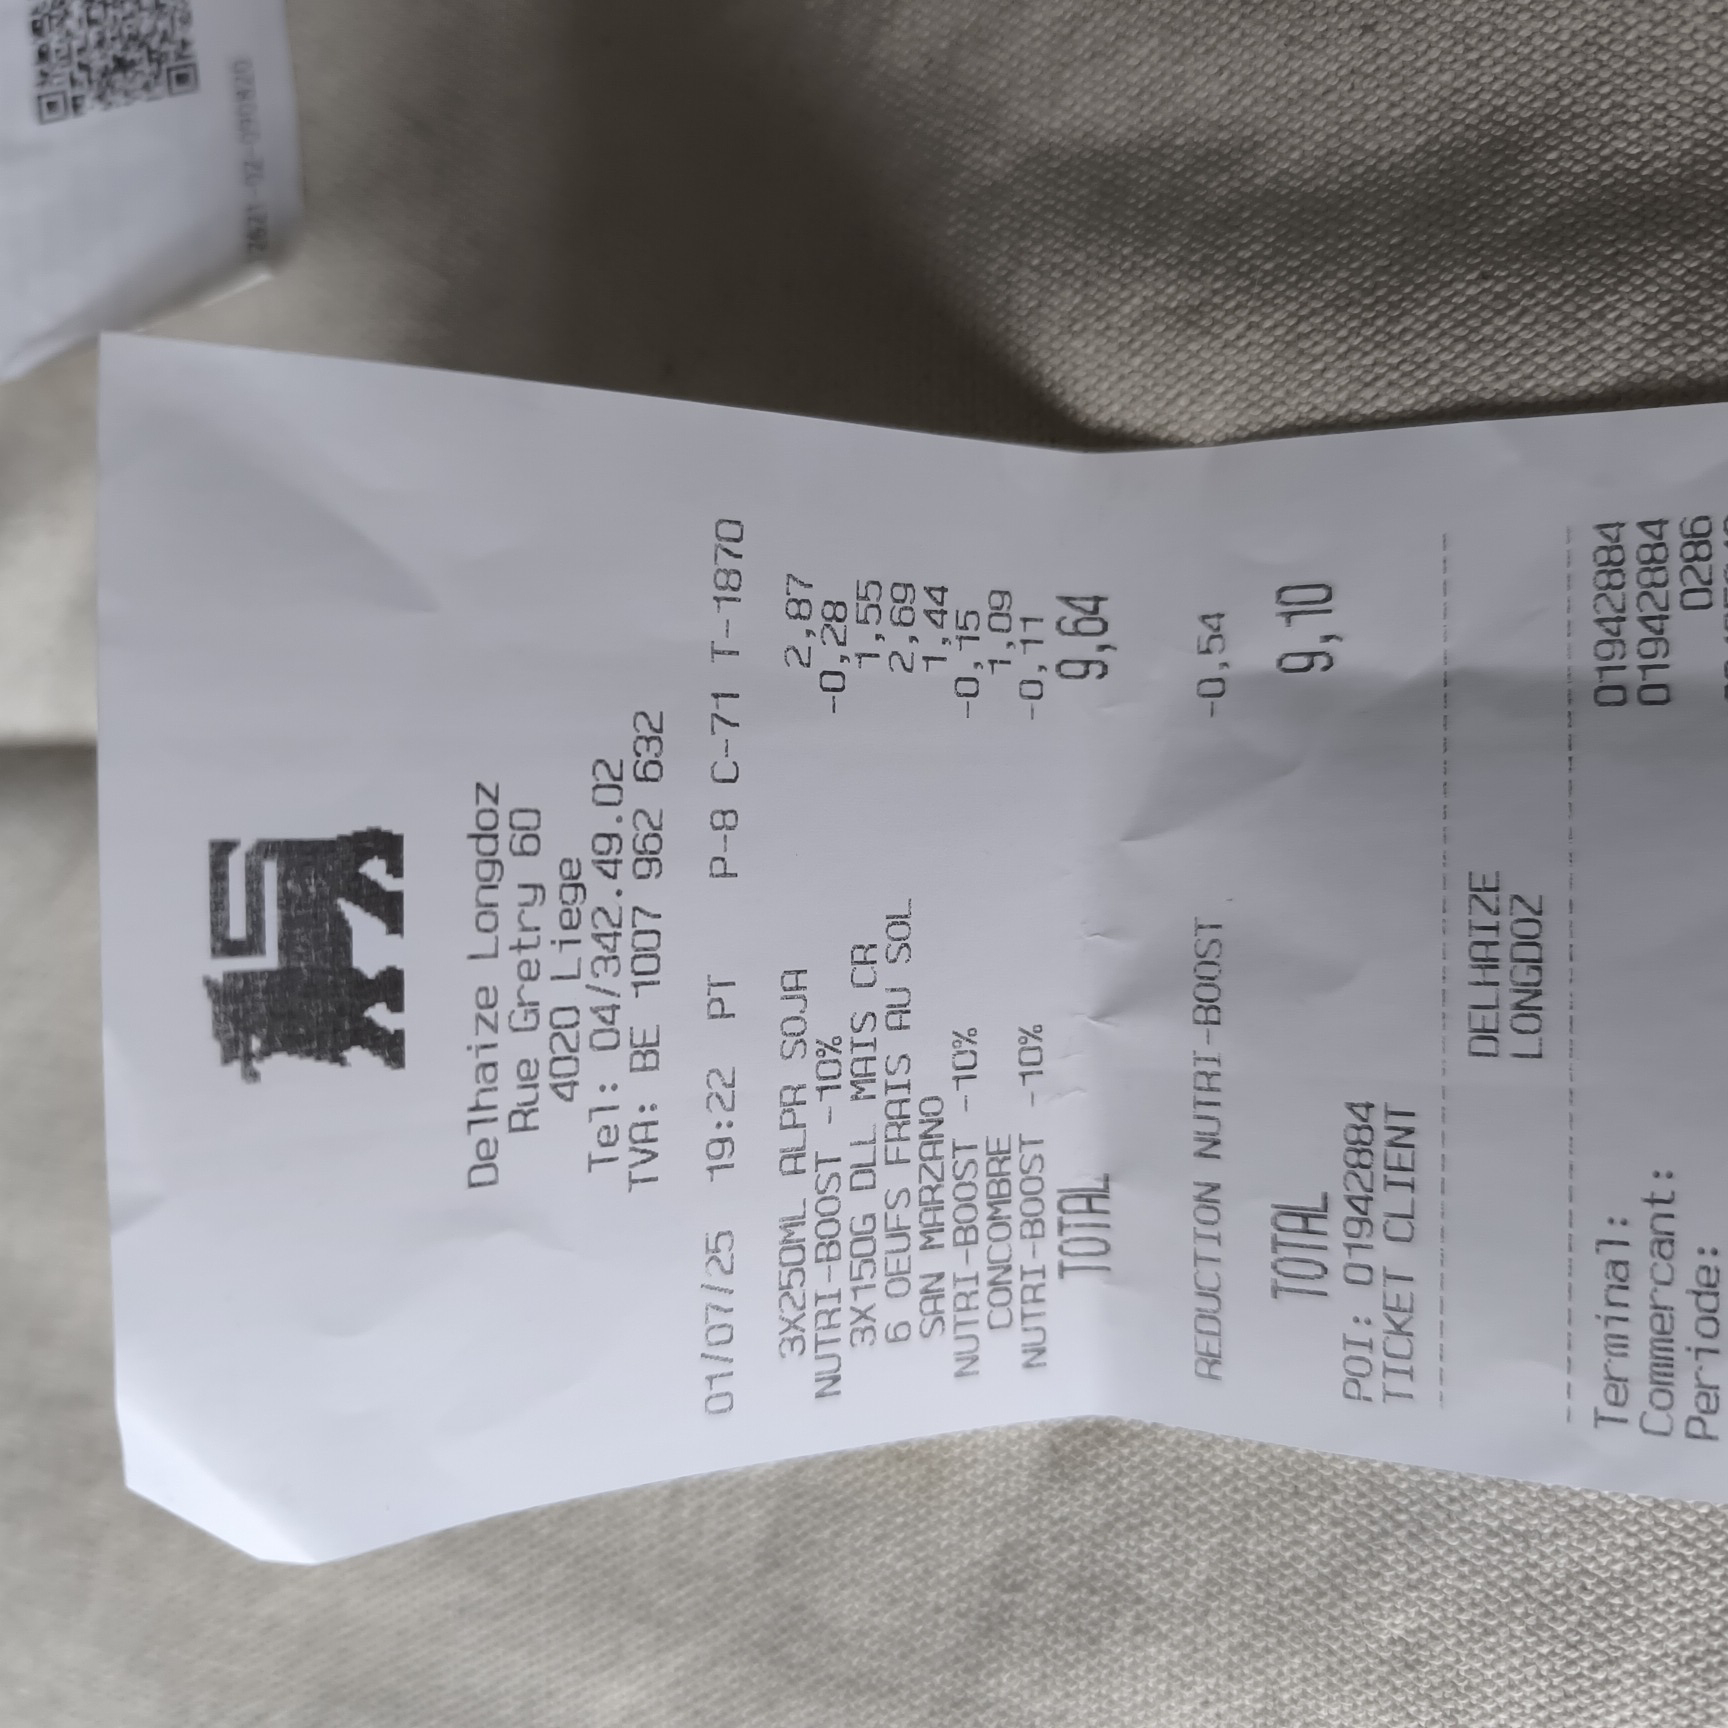 Delhaize Longdoz
Rue Gretry 60
4020 Liege
Tel: 04/342.49.02
TVA: BE 1007 962 632
01/07/25 19:22 PT P-8 C-71 T-1870
3X250ML ALPR SOJA 2,87
NUTRI-BOOST -10% -0,28
3X150G DLL MAIS CR 1,55
6 OEUFS FRAIS AU SOL 2,69
SAN MARZANO 1,44
NUTRI-BOOST -10% -0,15
CONCOMBRE 1,09
NUTRI-BOOST -10% -0,11
TOTAL 9,64
REDUCTION NUTRI-BOOST -0,54
TOTAL 9,10
POI: 01942884
TICKET CLIENT
DELHAIZE
LONGDOZ
Terminal: 01942884
Commercant: 01942884
Periode: 0286